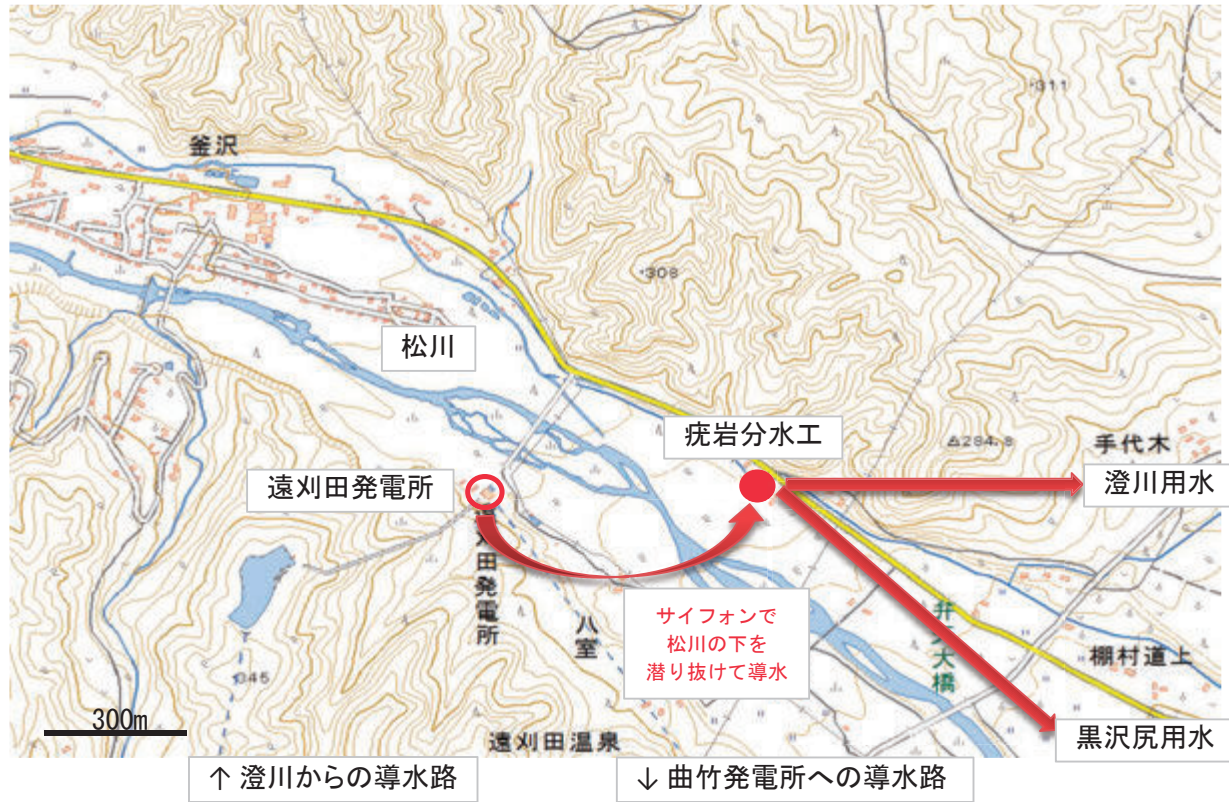 ・311
釜沢
・308
松川
疣岩分水工
△284.8
手代木
遠刈田発電所
澄川用水
遠刈田発電所
サイフォンで
松川の下を
潜り抜けて導水
八室
弁天大橋
棚村道上
345
300m
遠刈田温泉
黒沢尻用水
↑ 澄川からの導水路
↓ 曲竹発電所への導水路